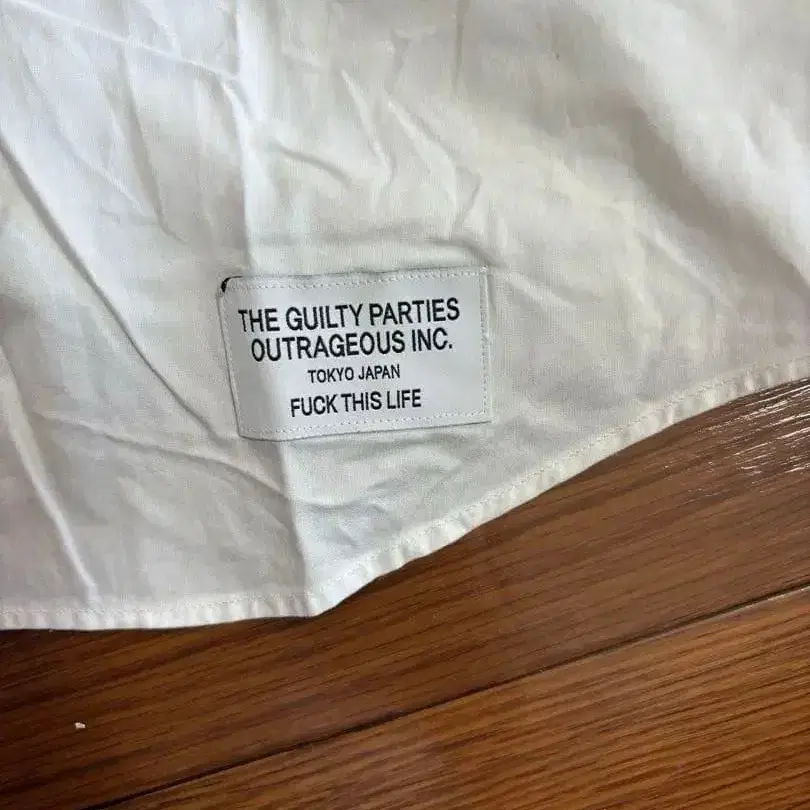 THE GUILTY PARTIES
OUTRAGEOUS INC.
TOKYO JAPAN
FUCK THIS LIFE